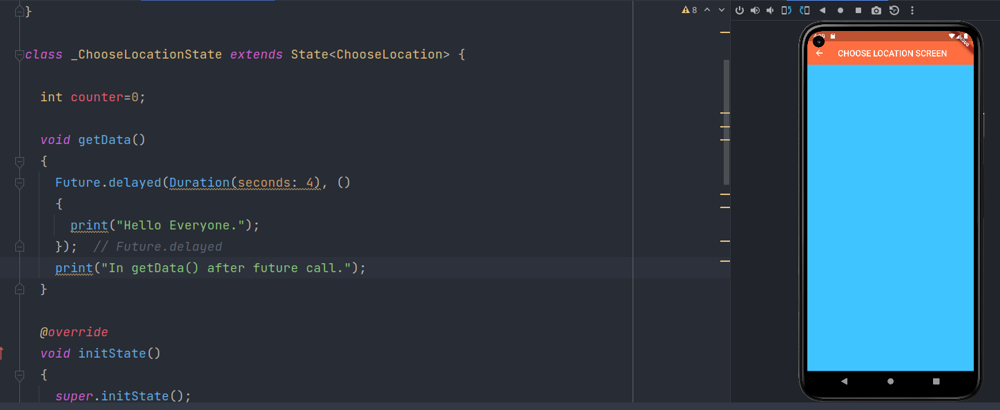 }
8
class _ChooseLocationState extends State<ChooseLocation> {
int counter=0;
void getData()
{
Future.delayed(Duration(seconds: 4), ()
{
print("Hello Everyone.");
});  // Future.delayed
print("In getData() after future call.");
}
@override
void initState()
{
super.initState();
CHOOSE LOCATION SCREEN